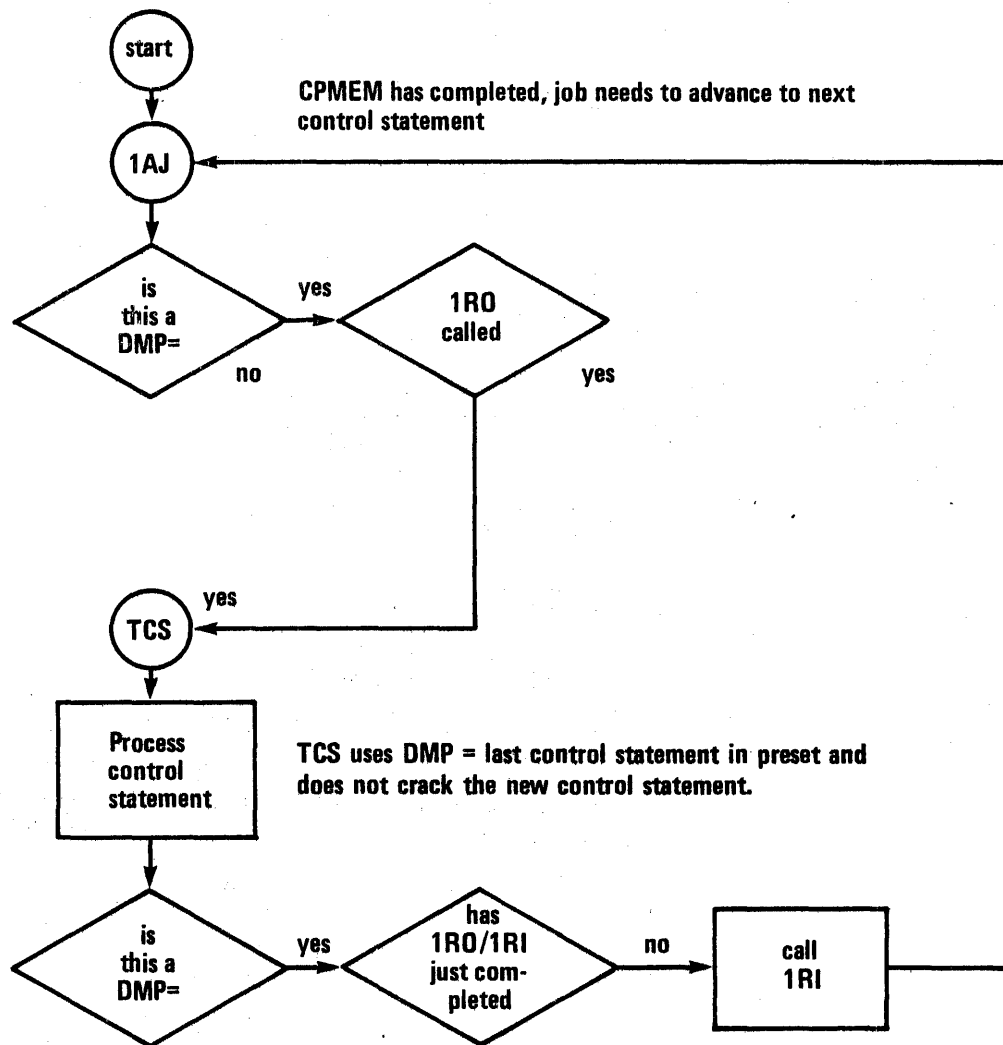 start
CPMEM has completed, job needs to advance to next
control statement
1AJ
is
this a
DMP=
yes
no
1RO
called
yes
yes
TCS
Process
control
statement
TCS uses DMP = last control statement in preset and
does not crack the new control statement.
is
this a
DMP=
yes
has
1RO/1RI
just com-
pleted
no
call
1RI